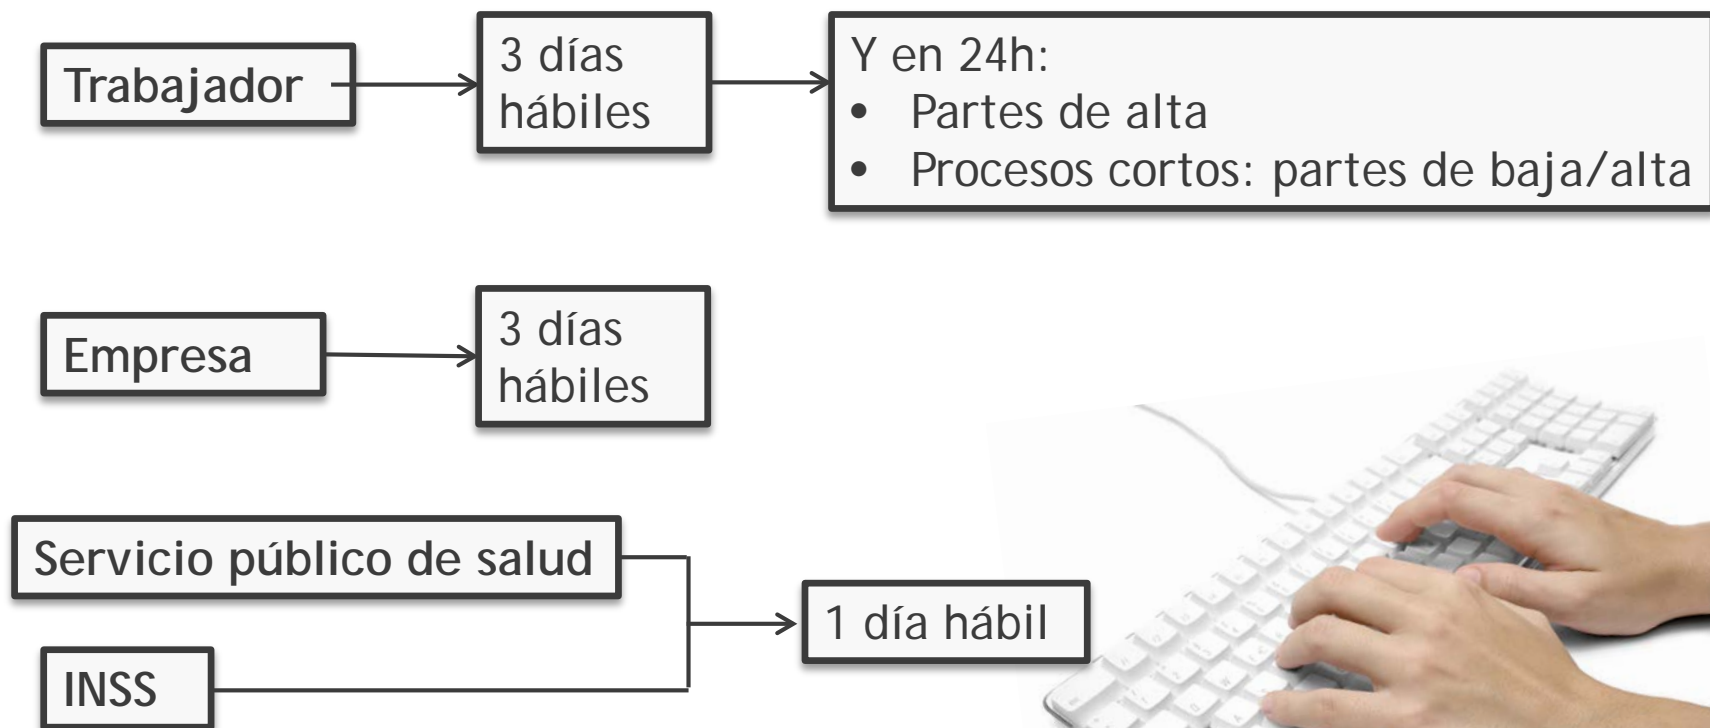 Trabajador
3 días
hábiles
Y en 24h:
• Partes de alta
• Procesos cortos: partes de baja/alta
Empresa
3 días
hábiles
Servicio público de salud
1 día hábil
INSS